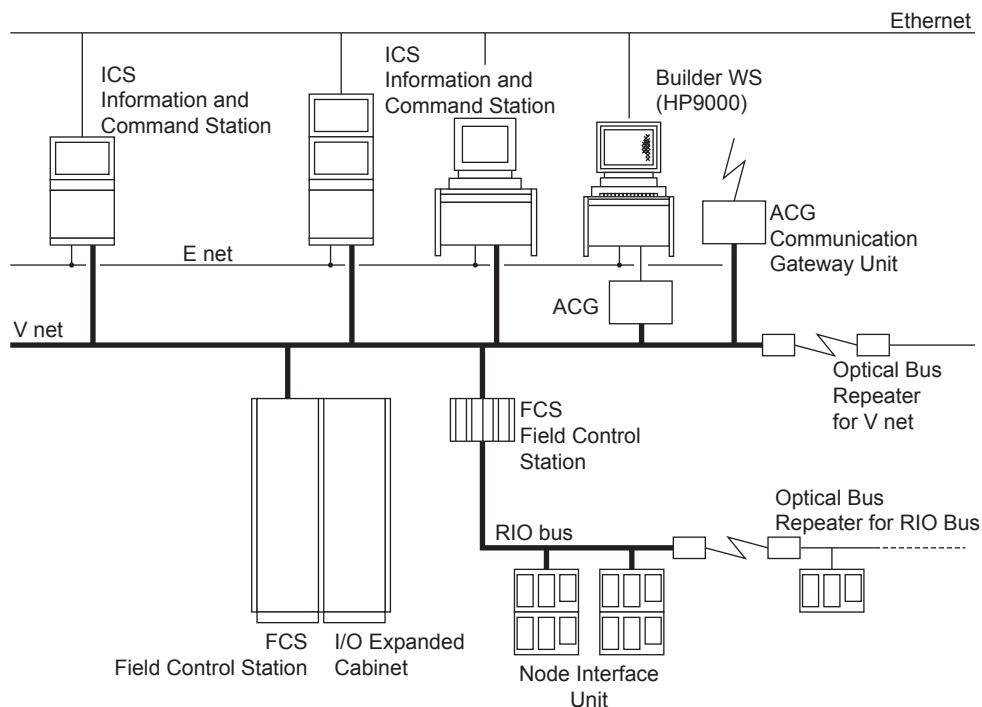 Ethernet
ICS
Information and
Command Station
ICS
Information and
Command Station
Builder WS
(HP9000)
ACG
Communication
Gateway Unit
E net
ACG
V net
Optical Bus
Repeater
for V net
FCS
Field Control
Station
Optical Bus
Repeater for RIO Bus
RIO bus
FCS
Field Control Station
I/O Expanded
Cabinet
Node Interface
Unit